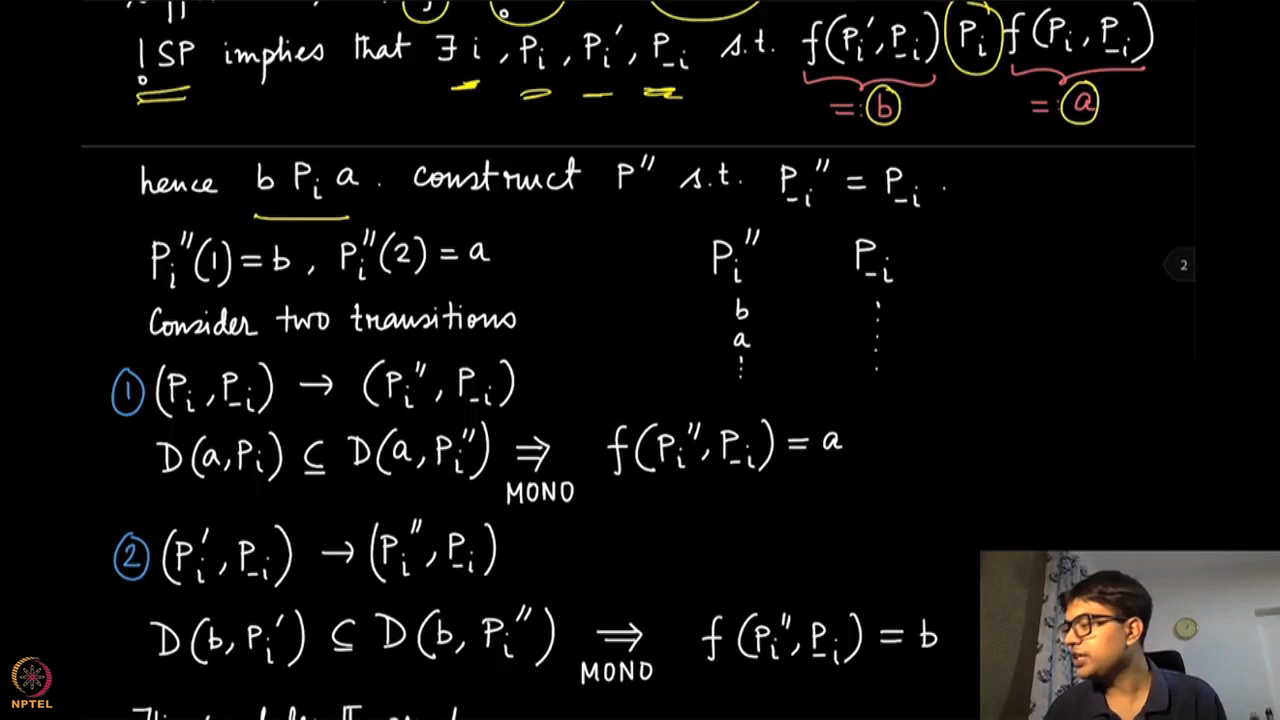 !SP implies that ∃ i, Pᵢ, Pᵢ', P₋ᵢ s.t. f(Pᵢ', P₋ᵢ) Pᵢ f(Pᵢ, P₋ᵢ)
=: b =: a
hence b Pᵢ a. construct P'' s.t. P₋ᵢ'' = P₋ᵢ.
Pᵢ''(1) = b, Pᵢ''(2) = a
Pᵢ'' P₋ᵢ
b
a
Consider two transitions
① (Pᵢ, P₋ᵢ) → (Pᵢ'', P₋ᵢ)
D(a, Pᵢ) ⊆ D(a, Pᵢ'') ⇒ f(Pᵢ'', P₋ᵢ) = a
MONO
② (Pᵢ', P₋ᵢ) → (Pᵢ'', P₋ᵢ)
D(b, Pᵢ') ⊆ D(b, Pᵢ'') ⇒ f(Pᵢ'', P₋ᵢ) = b
MONO
2
NPTEL